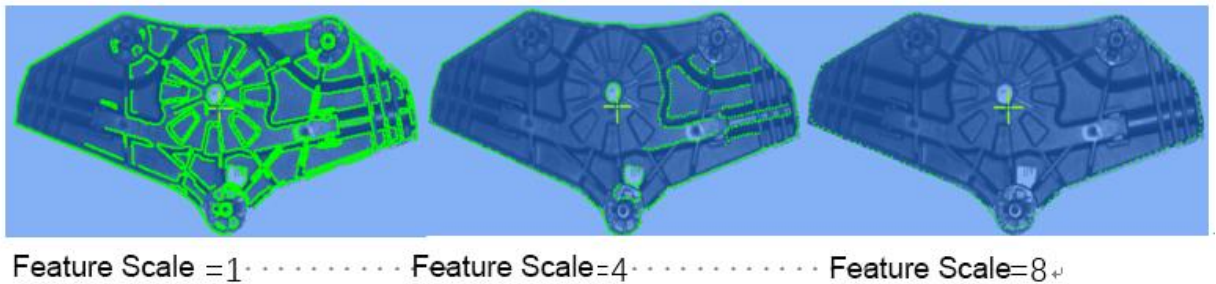 Feature Scale =1 · · · · · · · · · · · Feature Scale=4 · · · · · · · · · · · Feature Scale=8↵